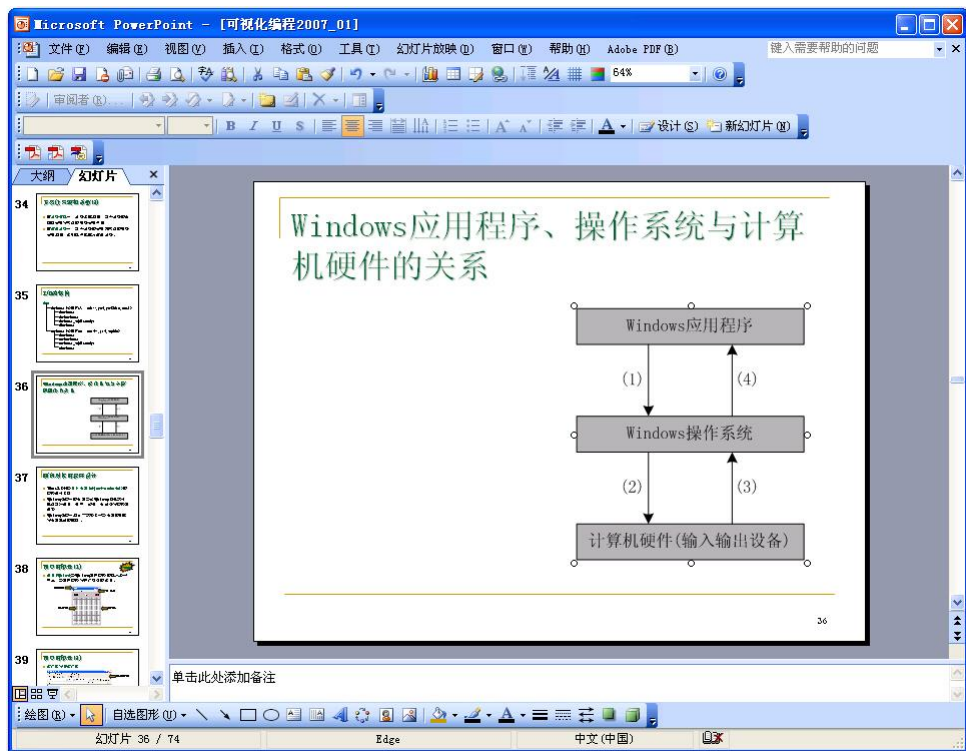 Microsoft PowerPoint - [可视化编程2007_01]
文件(F) 编辑(E) 视图(V) 插入(I) 格式(O) 工具(T) 幻灯片放映(D) 窗口(W) 帮助(H) Adobe PDF(B) 键入需要帮助的问题
64%
审阅者(R)...
B I U S A A A 设计(S) 新幻灯片(N)
大纲 幻灯片
34
35
36
37
38
39
Windows应用程序、操作系统与计算
机硬件的关系
Windows应用程序
(1) (4)
Windows操作系统
(2) (3)
计算机硬件(输入输出设备)
36
单击此处添加备注
绘图(R) 自选图形(U)
幻灯片 36 / 74 Edge 中文(中国)